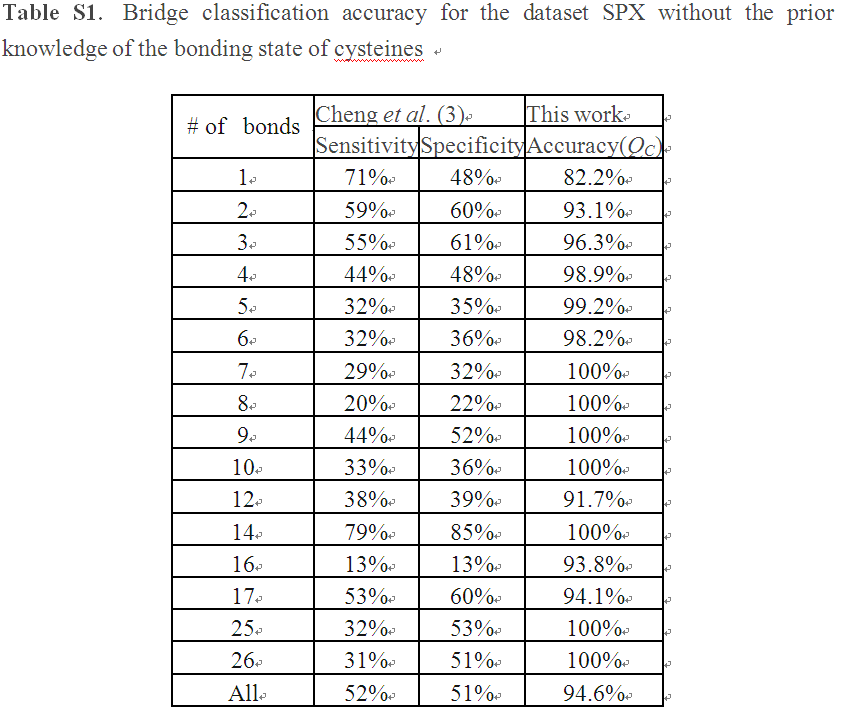 Table S1. Bridge classification accuracy for the dataset SPX without the prior
knowledge of the bonding state of cysteines
# of bonds Cheng et al. (3) This work
Sensitivity Specificity Accuracy(QC)
1 71% 48% 82.2%
2 59% 60% 93.1%
3 55% 61% 96.3%
4 44% 48% 98.9%
5 32% 35% 99.2%
6 32% 36% 98.2%
7 29% 32% 100%
8 20% 22% 100%
9 44% 52% 100%
10 33% 36% 100%
12 38% 39% 91.7%
14 79% 85% 100%
16 13% 13% 93.8%
17 53% 60% 94.1%
25 32% 53% 100%
26 31% 51% 100%
All 52% 51% 94.6%